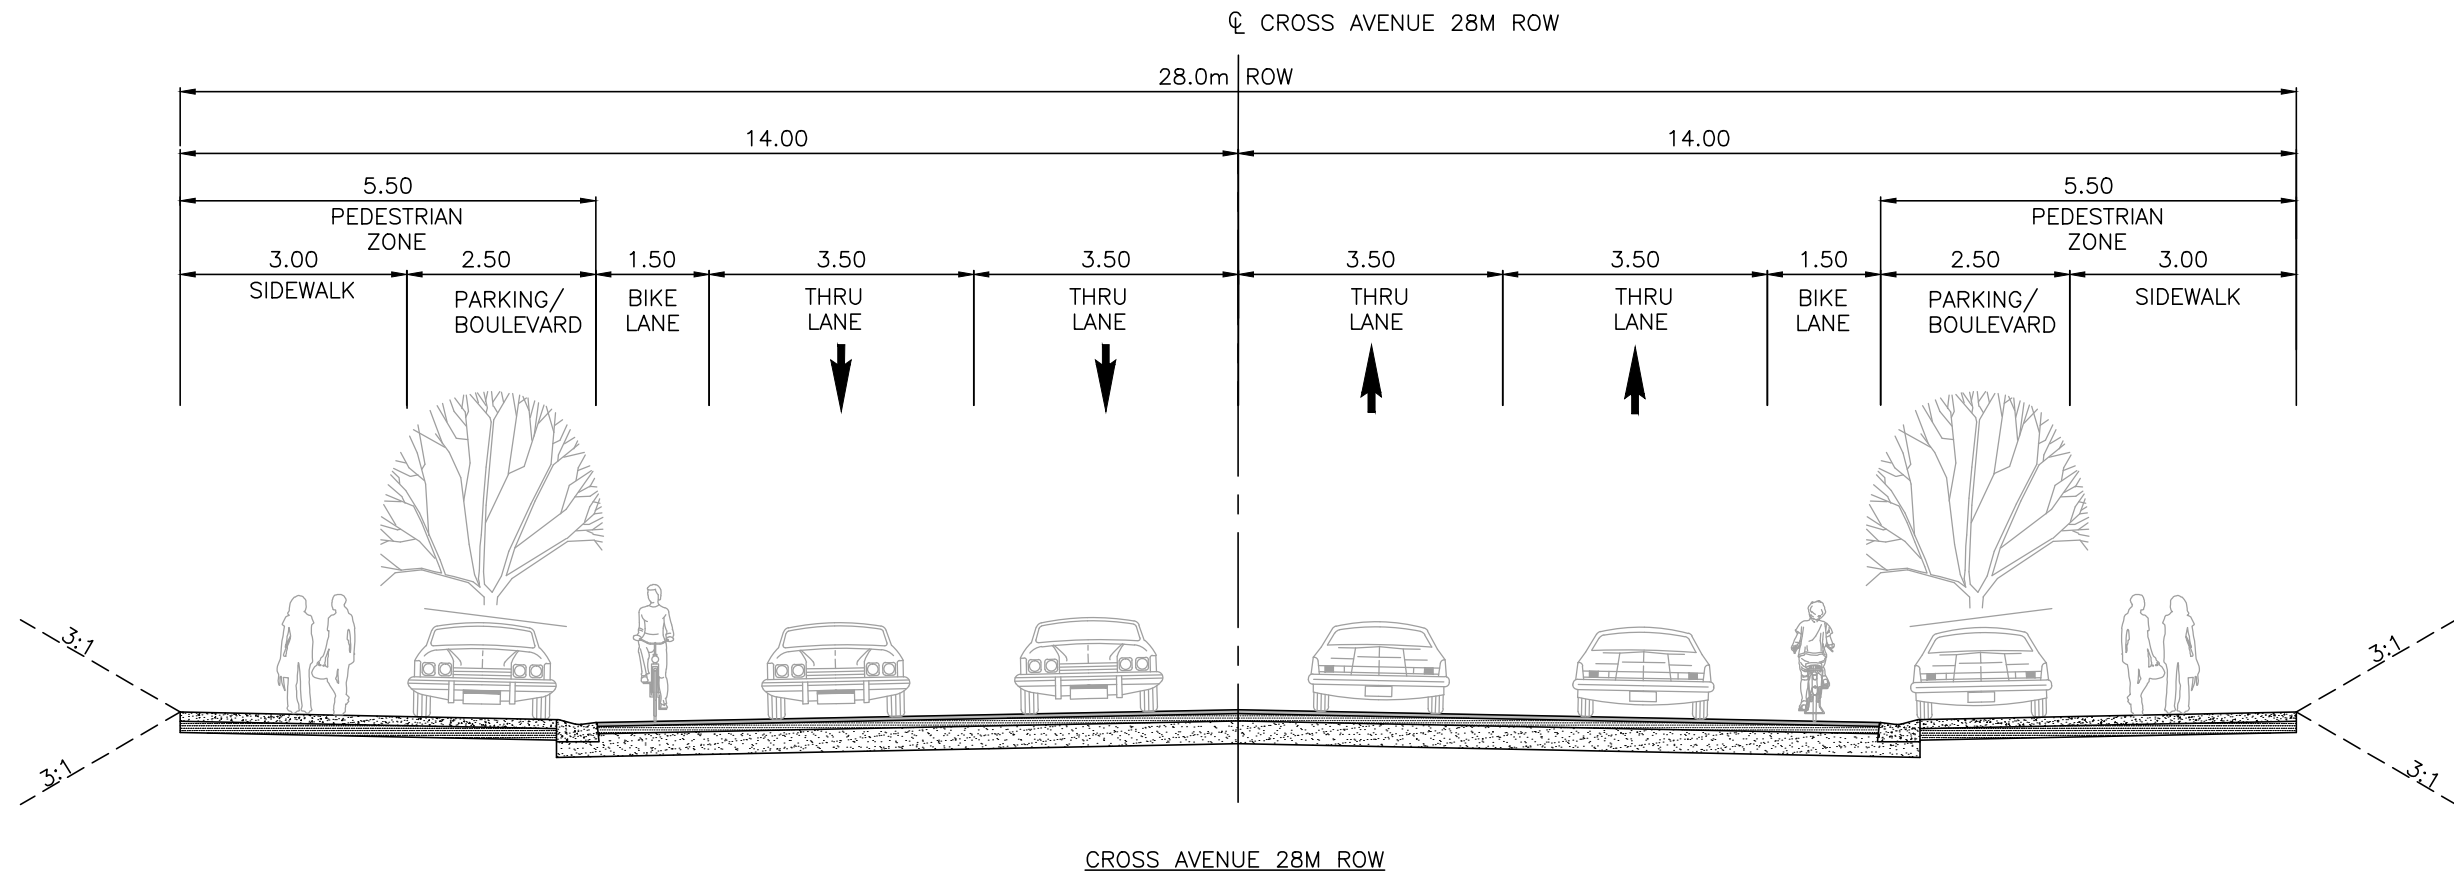 ℄ CROSS AVENUE 28M ROW
28.0m ROW
14.00 14.00
5.50 5.50
PEDESTRIAN PEDESTRIAN
ZONE ZONE
3.00 2.50 1.50 3.50 3.50 3.50 3.50 1.50 2.50 3.00
SIDEWALK PARKING/ BIKE THRU THRU THRU THRU BIKE PARKING/ SIDEWALK
BOULEVARD LANE LANE LANE LANE LANE LANE BOULEVARD
3:1 3:1
3:1 3:1
CROSS AVENUE 28M ROW